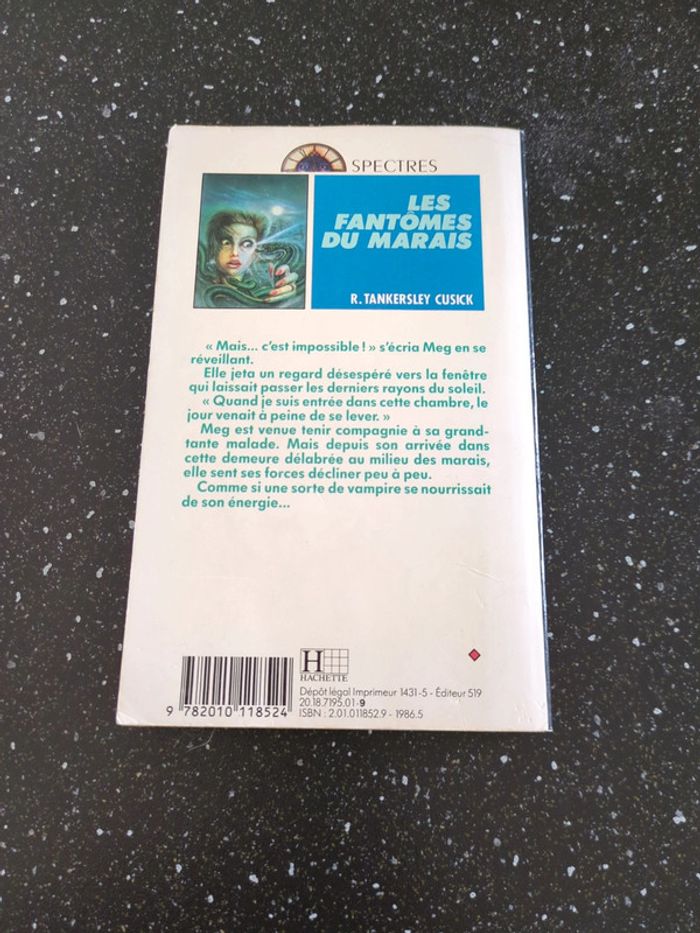 SPECTRES
LES
FANTÔMES
DU MARAIS
R. TANKERSLEY CUSICK
« Mais... c'est impossible ! » s'écria Meg en se
réveillant.
Elle jeta un regard désespéré vers la fenêtre
qui laissait passer les derniers rayons du soleil.
« Quand je suis entrée dans cette chambre, le
jour venait à peine de se lever. »
Meg est venue tenir compagnie à sa grand-
tante malade. Mais depuis son arrivée dans
cette demeure délabrée au milieu des marais,
elle sent ses forces décliner peu à peu.
Comme si une sorte de vampire se nourrissait
de son énergie...
H
HACHETTE
Dépôt légal Imprimeur 1431-5 - Éditeur 519
20.18.7195.01-9
ISBN : 2.01.011852.9 - 1986.5
9 782010 118524